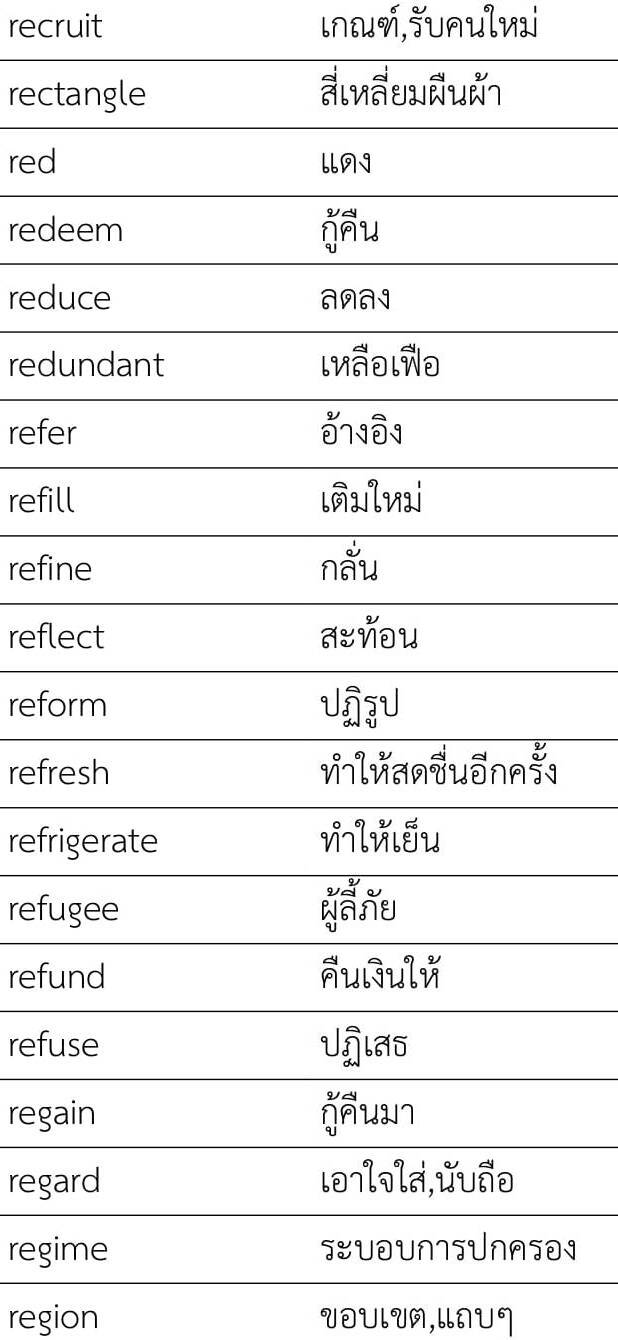 recruit เกณฑ์,รับคนใหม่
rectangle สี่เหลี่ยมผืนผ้า
red แดง
redeem กู้คืน
reduce ลดลง
redundant เหลือเฟือ
refer อ้างอิง
refill เติมใหม่
refine กลั่น
reflect สะท้อน
reform ปฏิรูป
refresh ทำให้สดชื่นอีกครั้ง
refrigerate ทำให้เย็น
refugee ผู้ลี้ภัย
refund คืนเงินให้
refuse ปฏิเสธ
regain กู้คืนมา
regard เอาใจใส่,นับถือ
regime ระบอบการปกครอง
region ขอบเขต,แถบๆ